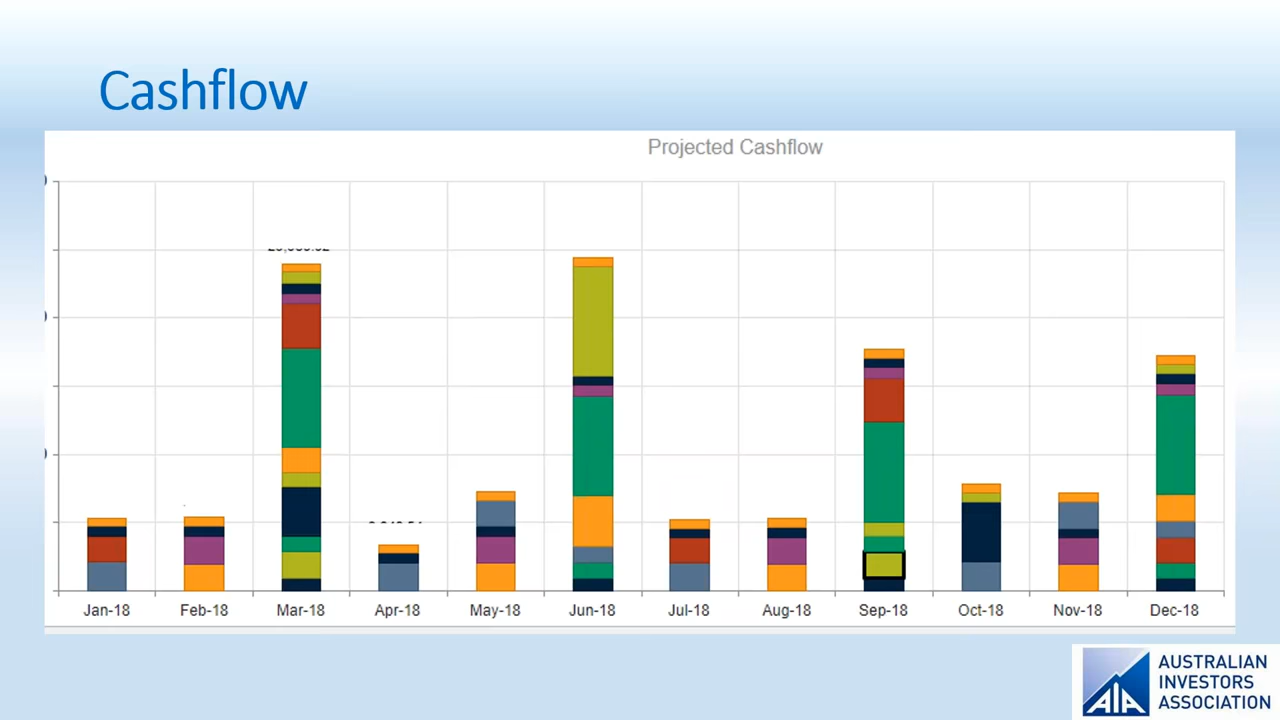 Cashflow
Projected Cashflow
Jan-18
Feb-18
Mar-18
Apr-18
May-18
Jun-18
Jul-18
Aug-18
Sep-18
Oct-18
Nov-18
Dec-18
AUSTRALIAN
INVESTORS
ASSOCIATION
AIA